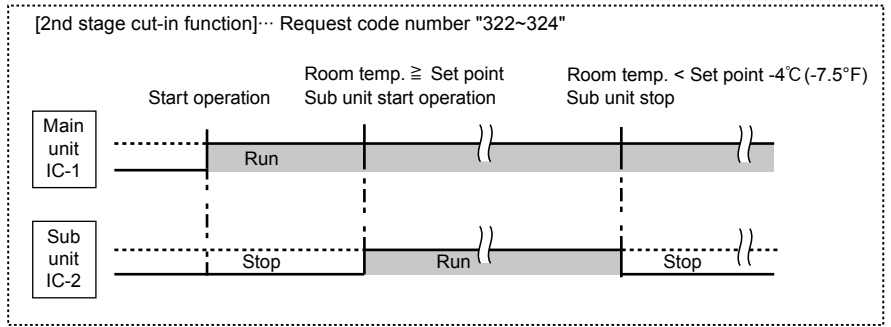 [2nd stage cut-in function]··· Request code number "322~324"
Room temp. ≧ Set point
Room temp. < Set point -4℃ (-7.5°F)
Start operation
Sub unit start operation
Sub unit stop
Main
unit
IC-1
Run
Sub
unit
IC-2
Stop
Run
Stop